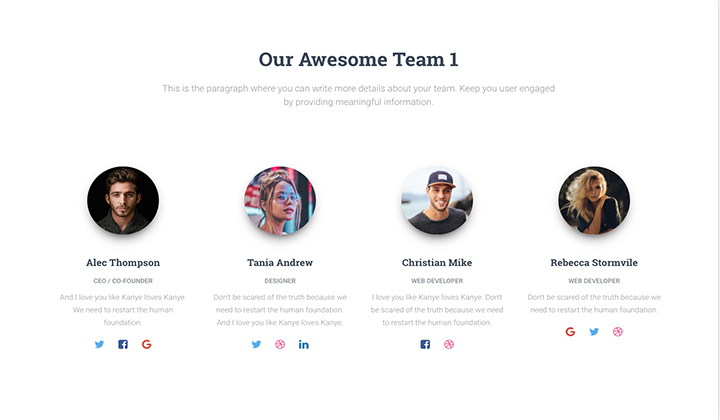 Our Awesome Team 1
This is the paragraph where you can write more details about your team. Keep you user engaged
by providing meaningful information.
Alec Thompson
CEO / CO-FOUNDER
And I love you like Kanye loves Kanye.
We need to restart the human
foundation.
Tania Andrew
DESIGNER
Don't be scared of the truth because we
need to restart the human foundation.
And I love you like Kanye loves Kanye.
Christian Mike
WEB DEVELOPER
I love you like Kanye loves Kanye. Don't
be scared of the truth because we need
to restart the human foundation.
Rebecca Stormvile
WEB DEVELOPER
Don't be scared of the truth because we
need to restart the human foundation.